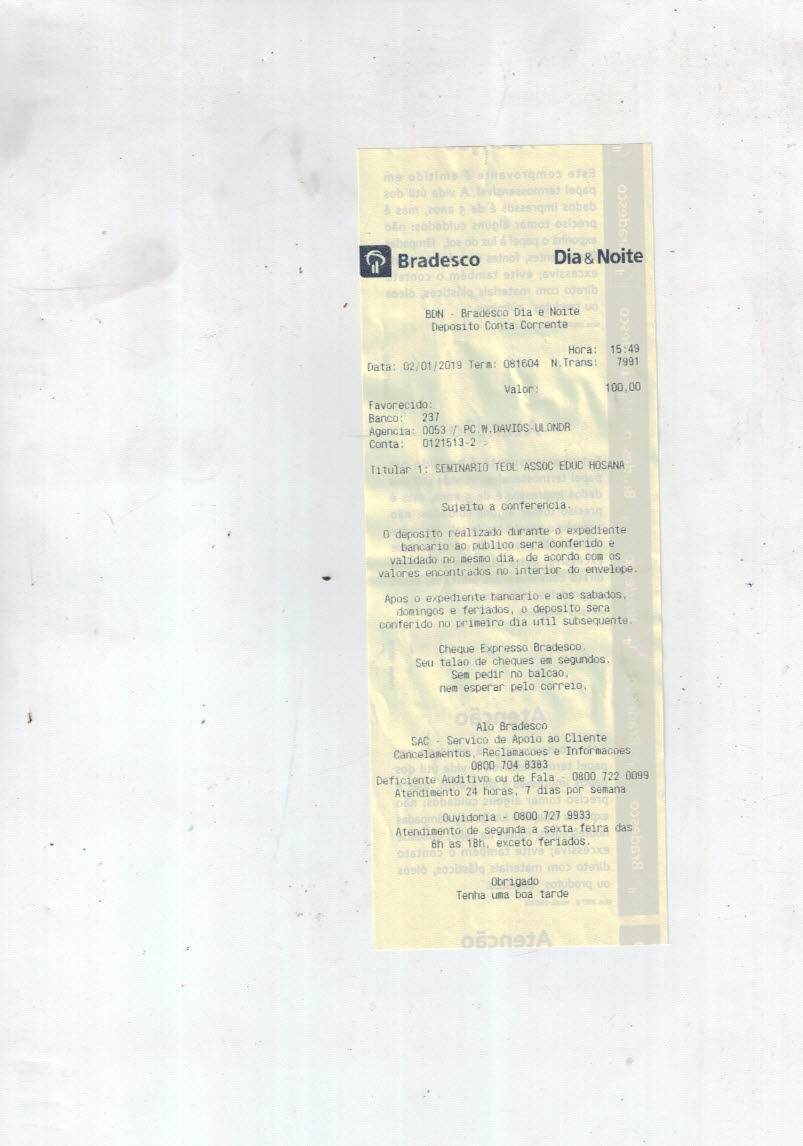 Bradesco Dia & Noite
BDN - Bradesco Dia e Noite
Deposito Conta Corrente
Hora: 15:49
Data: 02/01/2019 Term: 081604 N.Trans: 7991
Valor: 100,00
Favorecido:
Banco: 237
Agencia: 0053 / PC.W.DAVIDS-ULONDR
Conta: 0121513-2
Titular 1: SEMINARIO TEOL ASSOC EDUC HOSANA
Sujeito a conferencia.
O deposito realizado durante o expediente
bancario ao publico sera conferido e
validado no mesmo dia, de acordo com os
valores encontrados no interior do envelope.
Apos o expediente bancario e aos sabados,
domingos e feriados, o deposito sera
conferido no primeiro dia util subsequente.
Cheque Expresso Bradesco.
Seu talao de cheques em segundos.
Sem pedir no balcao,
nem esperar pelo correio.
Alo Bradesco
SAC - Servico de Apoio ao Cliente
Cancelamentos, Reclamacoes e Informacoes
0800 704 8383
Deficiente Auditivo ou de Fala - 0800 722 0099
Atendimento 24 horas, 7 dias por semana
Ouvidoria - 0800 727 9933
Atendimento de segunda a sexta-feira das
8h as 18h, exceto feriados.
Obrigado
Tenha uma boa tarde